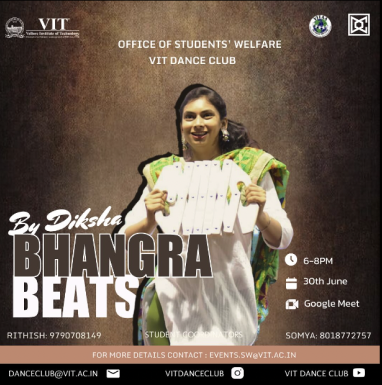 VIT
Vellore Institute of Technology
OFFICE OF STUDENTS' WELFARE
VIT DANCE CLUB
By Diksha
BHANGRA
BEATS
6-8PM
30th June
Google Meet
STUDENT COORDINATORS :
RITHISH: 9790708149
SOMYA: 8018772757
FOR MORE DETAILS CONTACT : EVENTS.SW@VIT.AC.IN
DANCECLUB@VIT.AC.IN
VITDANCECLUB
VIT DANCE CLUB